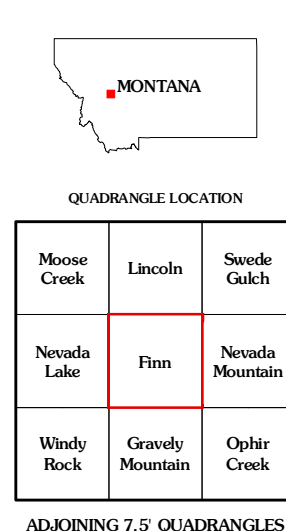 MONTANA
QUADRANGLE LOCATION
Moose
Creek
Lincoln
Swede
Gulch
Nevada
Lake
Finn
Nevada
Mountain
Windy
Rock
Gravely
Mountain
Ophir
Creek
ADJOINING 7.5' QUADRANGLES